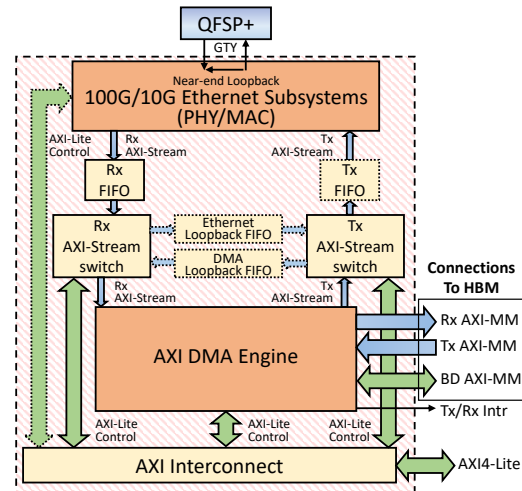 QFSP+
GTY
Near-end Loopback
100G/10G Ethernet Subsystems
(PHY/MAC)
AXI-Lite
Control
Rx
AXI-Stream
Tx
AXI-Stream
Rx
FIFO
Tx
FIFO
Rx
AXI-Stream
switch
Ethernet
Loopback FIFO
DMA
Loopback FIFO
Tx
AXI-Stream
switch
Rx
AXI-Stream
Tx
AXI-Stream
Connections
To HBM
AXI DMA Engine
Rx AXI-MM
Tx AXI-MM
BD AXI-MM
Tx/Rx Intr
AXI-Lite
Control
AXI-Lite
Control
AXI-Lite
Control
AXI Interconnect
AXI4-Lite